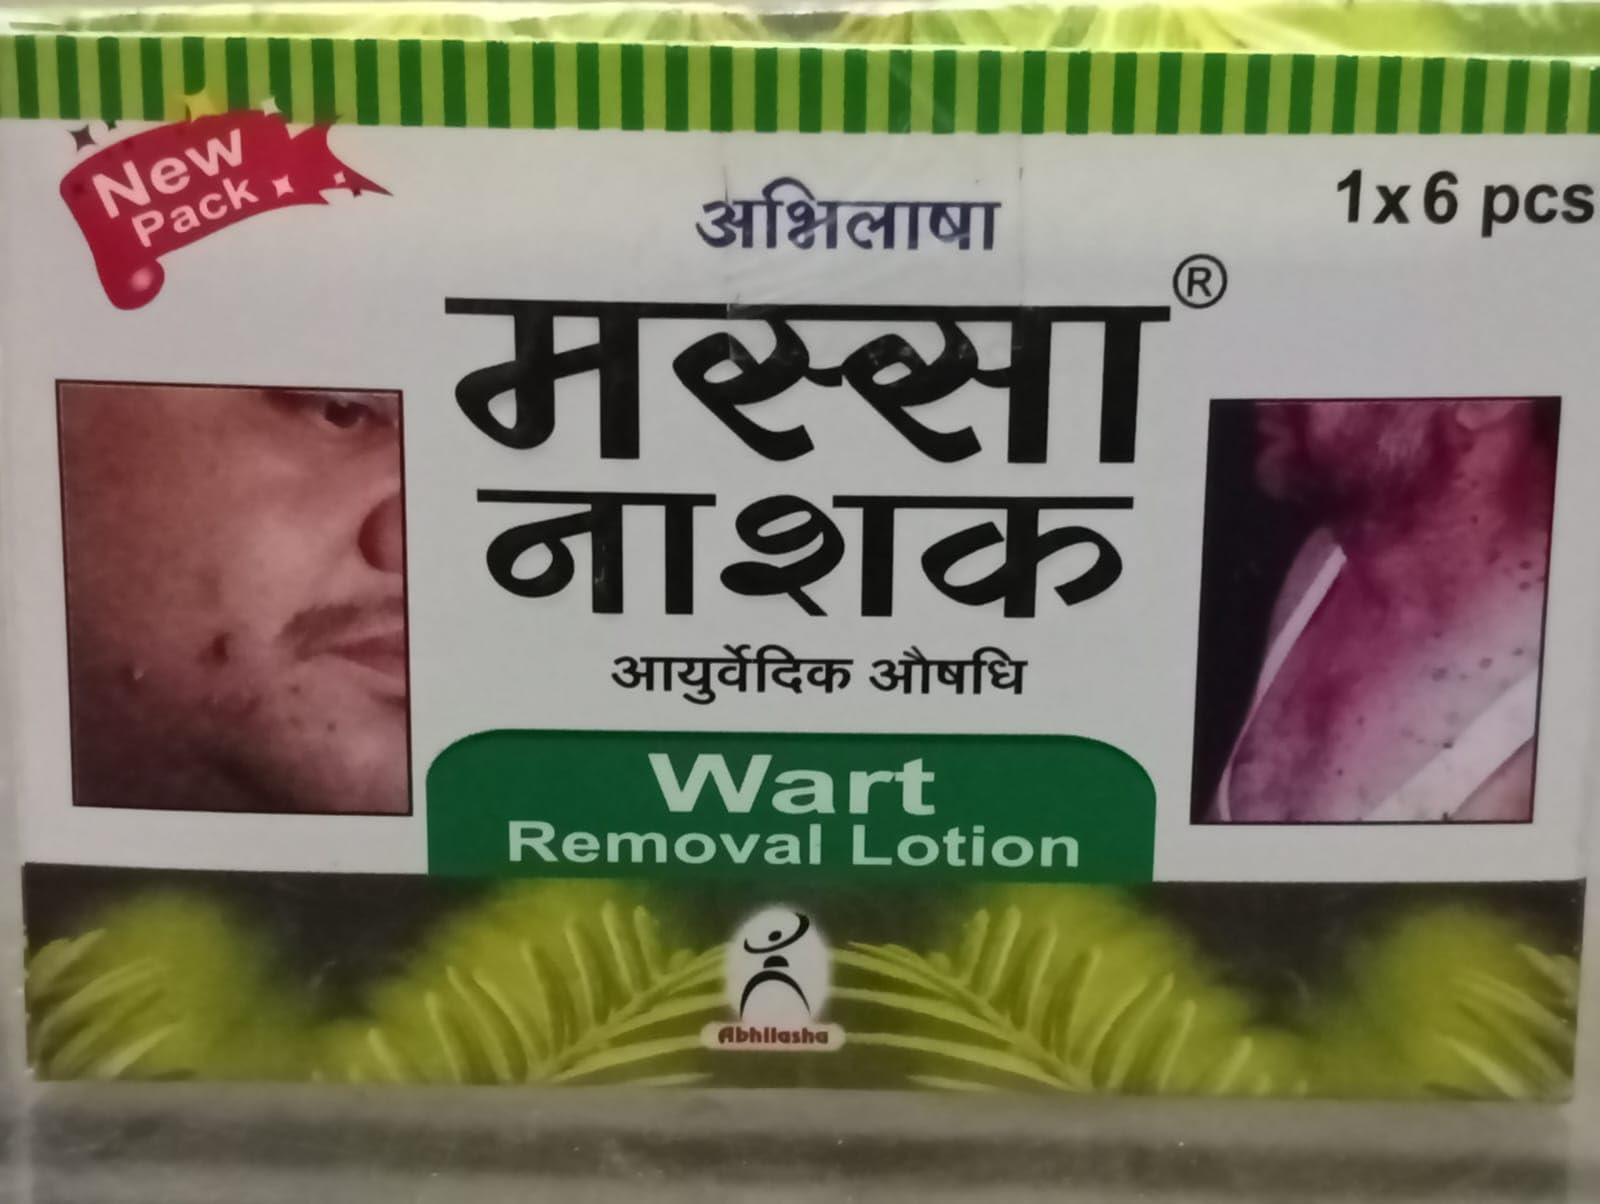 New
Pack
अभिलाषा
1x6 pcs
मस्सा®
नाशक
आयुर्वेदिक औषधि
Wart
Removal Lotion
Abhilasha